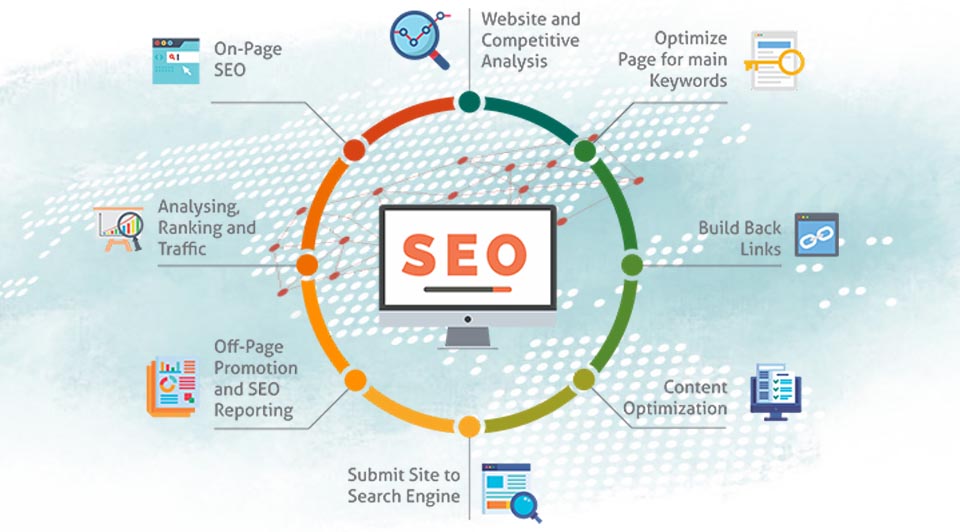 Website and
Competitive
Analysis
Optimize
Page for main
Keywords
Build Back
Links
Content
Optimization
Submit Site to
Search Engine
Off-Page
Promotion
and SEO
Reporting
Analysing,
Ranking and
Traffic
On-Page
SEO
SEO